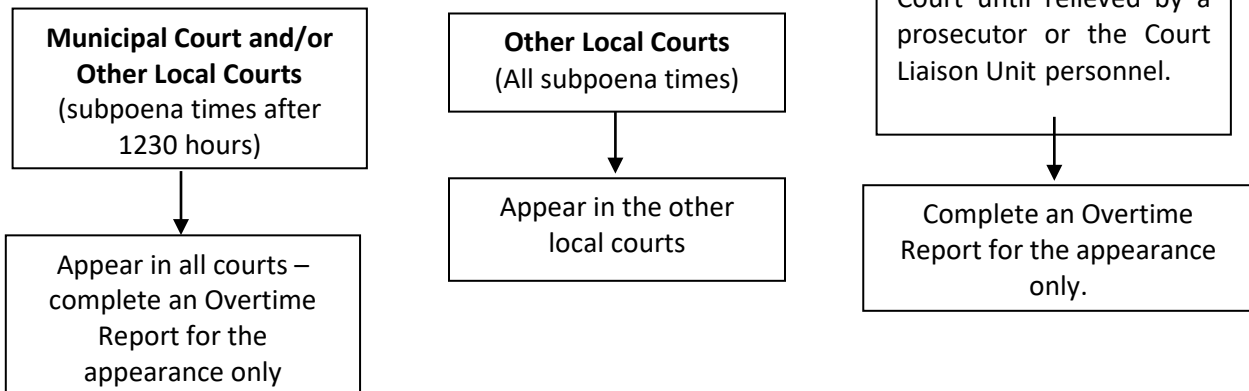 Municipal Court and/or
Other Local Courts
(subpoena times after
1230 hours)
Appear in all courts –
complete an Overtime
Report for the
appearance only
Other Local Courts
(All subpoena times)
Appear in the other
local courts
Court until relieved by a
prosecutor or the Court
Liaison Unit personnel.
Complete an Overtime
Report for the appearance
only.